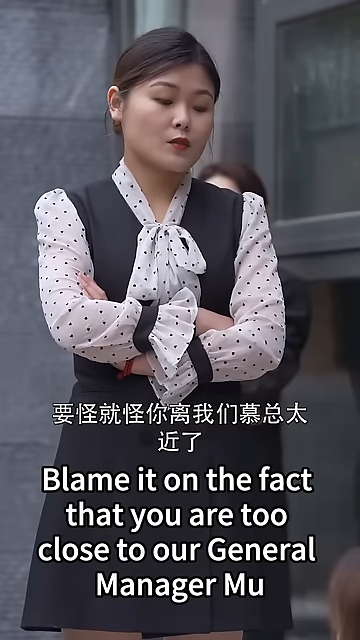 要怪就怪你离我们慕总太
近了
Blame it on the fact
that you are too
close to our General
Manager Mu